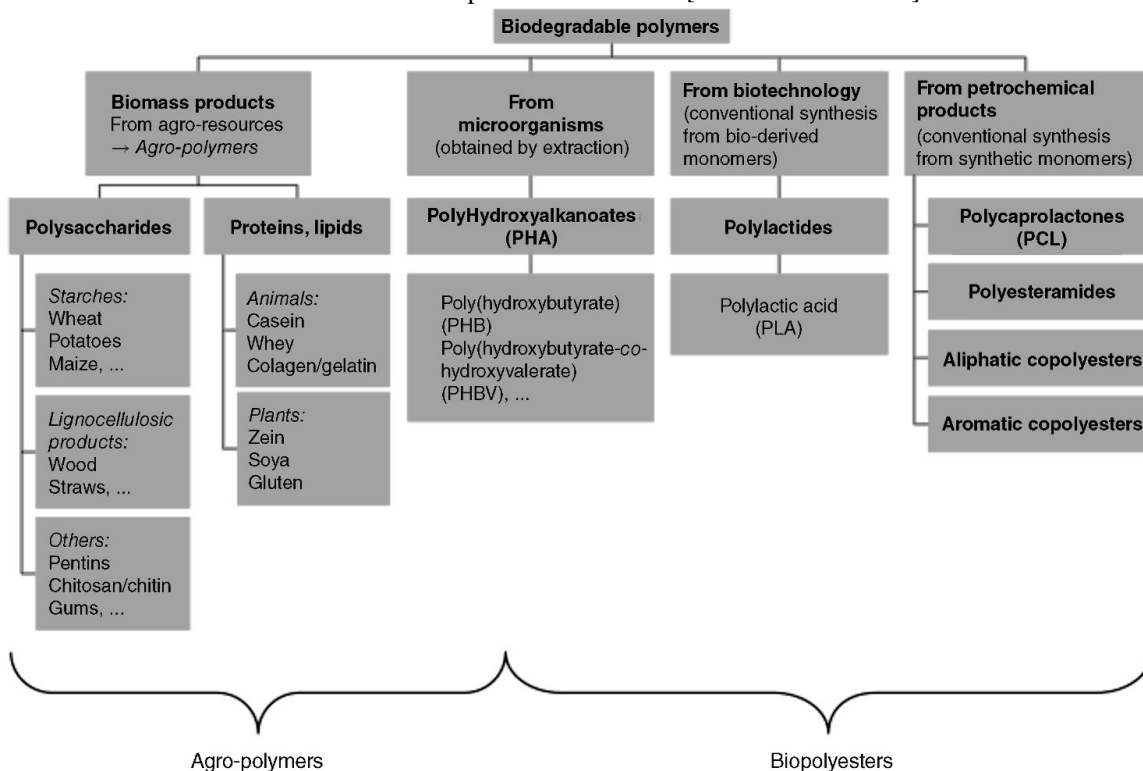 Biodegradable polymers
Biomass products
From agro-resources
→ Agro-polymers
From
microorganisms
(obtained by extraction)
From biotechnology
(conventional synthesis
from bio-derived
monomers)
From petrochemical
products
(conventional synthesis
from synthetic monomers)
Polysaccharides
Proteins, lipids
PolyHydroxyalkanoates
(PHA)
Polylactides
Polycaprolactones
(PCL)
Starches:
Wheat
Potatoes
Maize, ...
Animals:
Casein
Whey
Colagen/gelatin
Poly(hydroxybutyrate)
(PHB)
Poly(hydroxybutyrate-co-
hydroxyvalerate)
(PHBV), ...
Polylactic acid
(PLA)
Polyesteramides
Aliphatic copolyesters
Aromatic copolyesters
Lignocellulosic
products:
Wood
Straws, ...
Plants:
Zein
Soya
Gluten
Others:
Pentins
Chitosan/chitin
Gums, ...
Agro-polymers
Biopolyesters